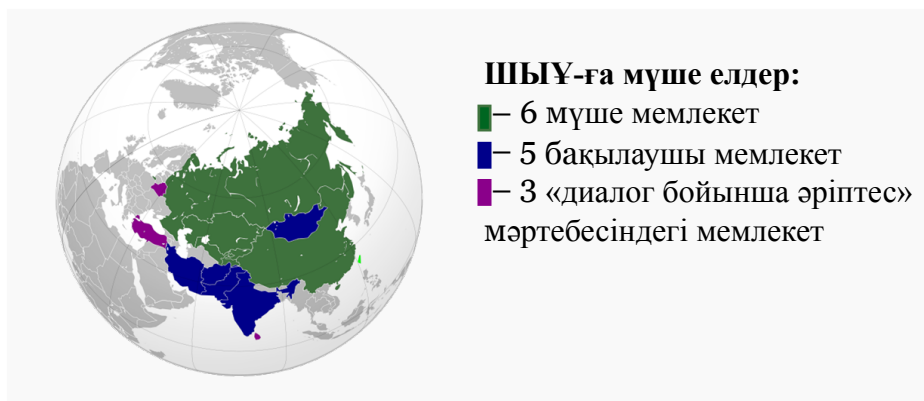 ШЫҰ-ға мүше елдер:
– 6 мүше мемлекет
– 5 бақылаушы мемлекет
– 3 «диалог бойынша әріптес»
мәртебесіндегі мемлекет